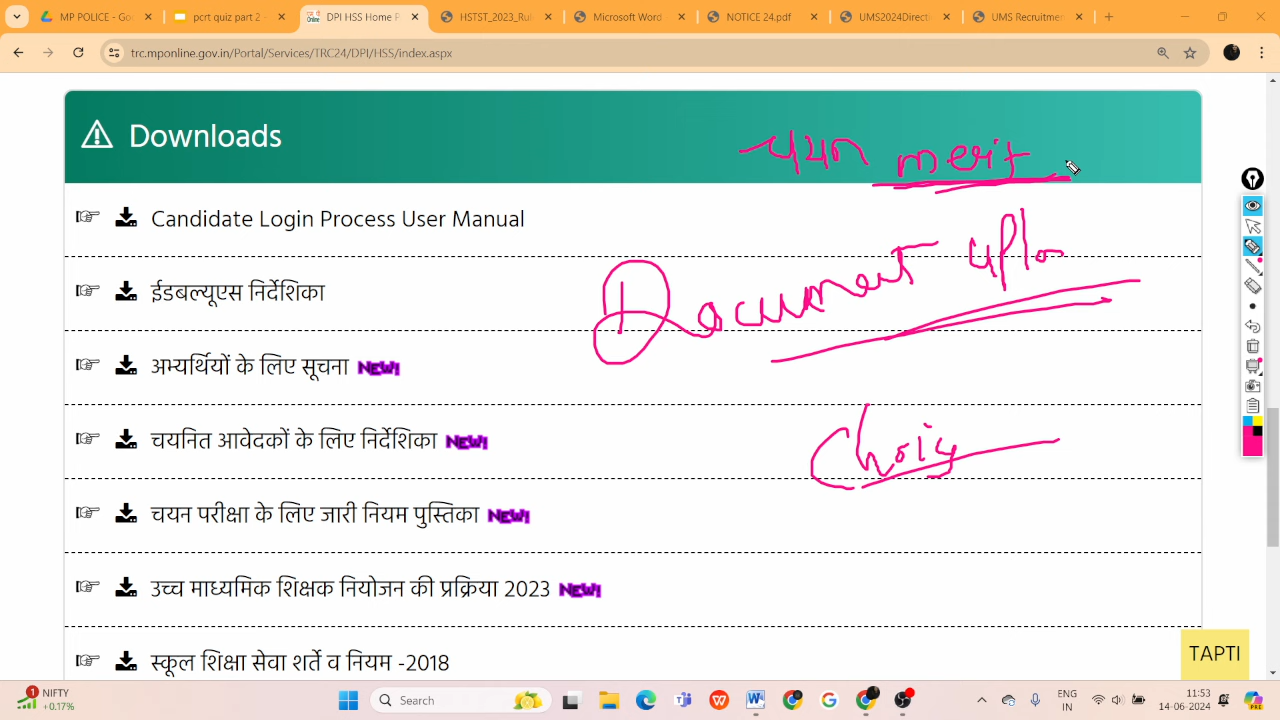 MP POLICE - Go
pcrt quiz part 2 -
DPI HSS Home P
HSTST_2023_Rul
Microsoft Word
NOTICE 24.pdf
UMS2024Directi
UMS Recruitmen
trc.mponline.gov.in/Portal/Services/TRC24/DPI/HSS/index.aspx
Downloads
चयन merit
Candidate Login Process User Manual
Document uplo
ईडबल्यूएस निर्देशिका
अभ्यर्थियों के लिए सूचना NEW!
चयनित आवेदकों के लिए निर्देशिका NEW!
चयन परीक्षा के लिए जारी नियम पुस्तिका NEW!
उच्च माध्यमिक शिक्षक नियोजन की प्रक्रिया 2023 NEW!
स्कूल शिक्षा सेवा शर्ते व नियम -2018
TAPTI
1
NIFTY
+0.17%
Search
ENG
IN
11:53
14-06-2024